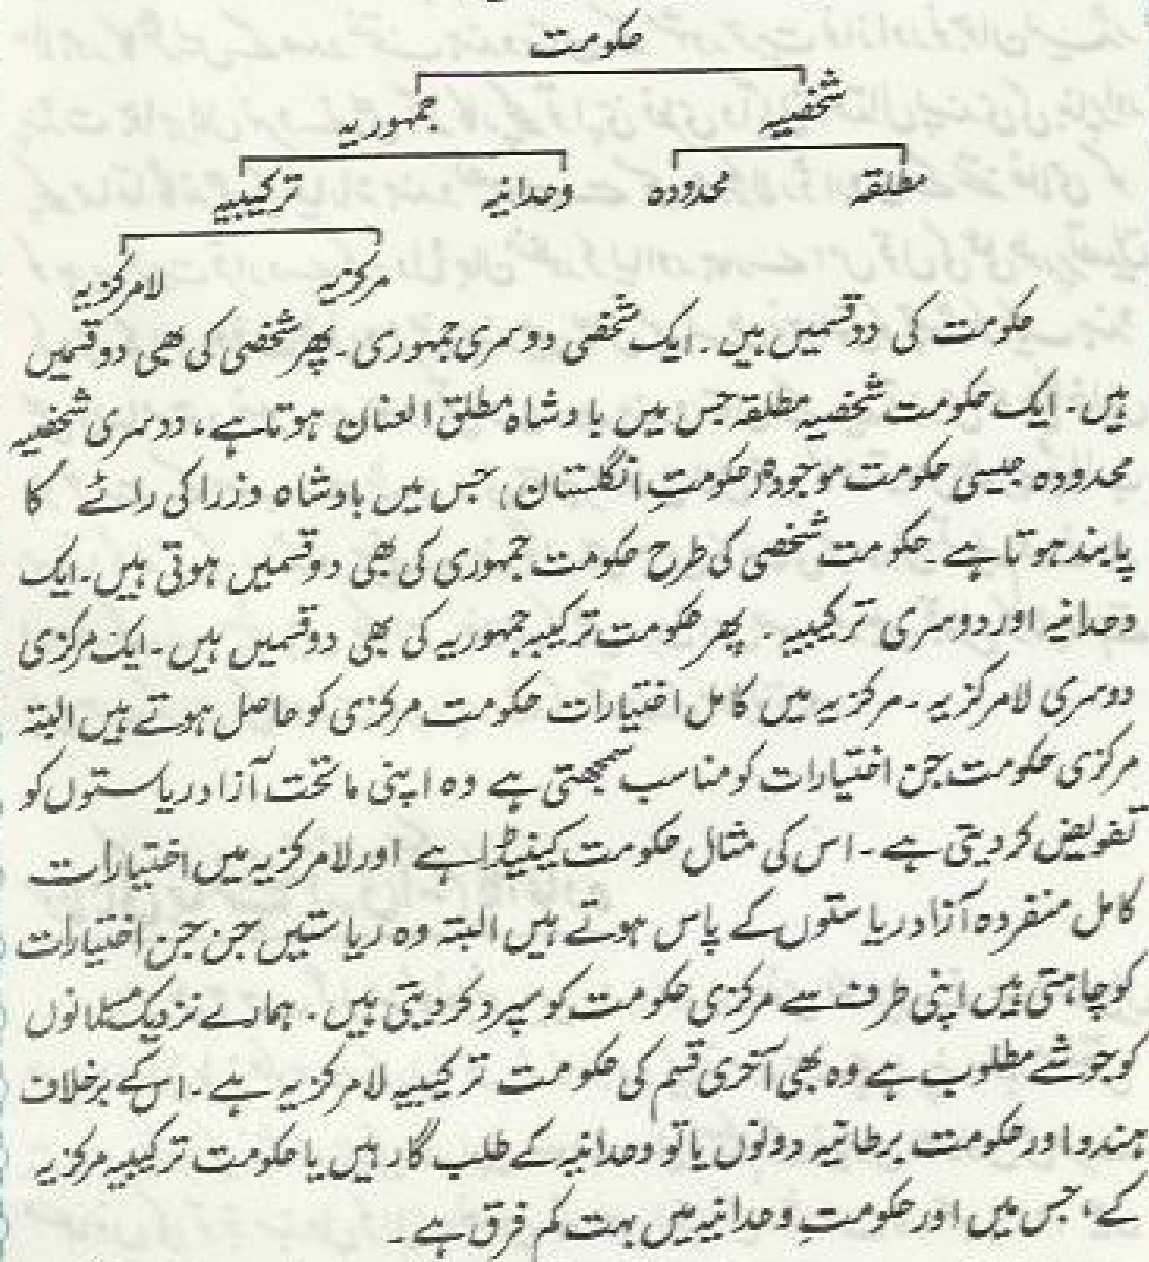 حکومت
شخصیہ جمہوریہ
مطلقہ محدودہ وحدانیہ ترکیبیہ
مرکزیہ لامرکزیہ
حکومت کی دو قسمیں ہیں۔ ایک شخصی دوسری جمہوری۔ پھر شخصی کی بھی دو قسمیں
ہیں۔ ایک حکومت شخصیہ مطلقہ جس میں بادشاہ مطلق العنان ہوتا ہے، دوسری شخصیہ
محدودہ جیسی حکومت موجودہ (حکومتِ انگلستان) جس میں بادشاہ وزرا کی رائے کا
پابند ہوتا ہے۔ حکومت شخصی کی طرح حکومت جمہوری کی بھی دو قسمیں ہوتی ہیں۔ ایک
وحدانیہ اور دوسری ترکیبیہ۔ پھر حکومت ترکیبیہ جمہوریہ کی بھی دو قسمیں ہیں۔ ایک مرکزی
دوسری لامرکزیہ۔ مرکزیہ میں کامل اختیارات حکومت مرکزی کو حاصل ہوتے ہیں البتہ
مرکزی حکومت جن اختیارات کو مناسب سمجھتی ہے وہ اپنی ماتحت آزاد ریاستوں کو
تفویض کر دیتی ہے۔ اس کی مثال حکومت کینیڈا ہے اور لامرکزیہ میں اختیارات
کامل منفردہ آزاد ریاستوں کے پاس ہوتے ہیں البتہ وہ ریاستیں جن جن اختیارات
کو چاہتی ہیں اپنی طرف سے مرکزی حکومت کو سپرد کر دیتی ہیں۔ ہمارے نزدیک مسلمانوں
کو جو شے مطلوب ہے وہ بھی آخری قسم کی حکومت ترکیبیہ لامرکزیہ ہے۔ اس کے برخلاف
ہندو اور حکومت برطانیہ دونوں یا تو وحدانیہ کے طلب گار ہیں یا حکومت ترکیبیہ مرکزیہ
کے، جس میں اور حکومتِ وحدانیہ میں بہت کم فرق ہے۔